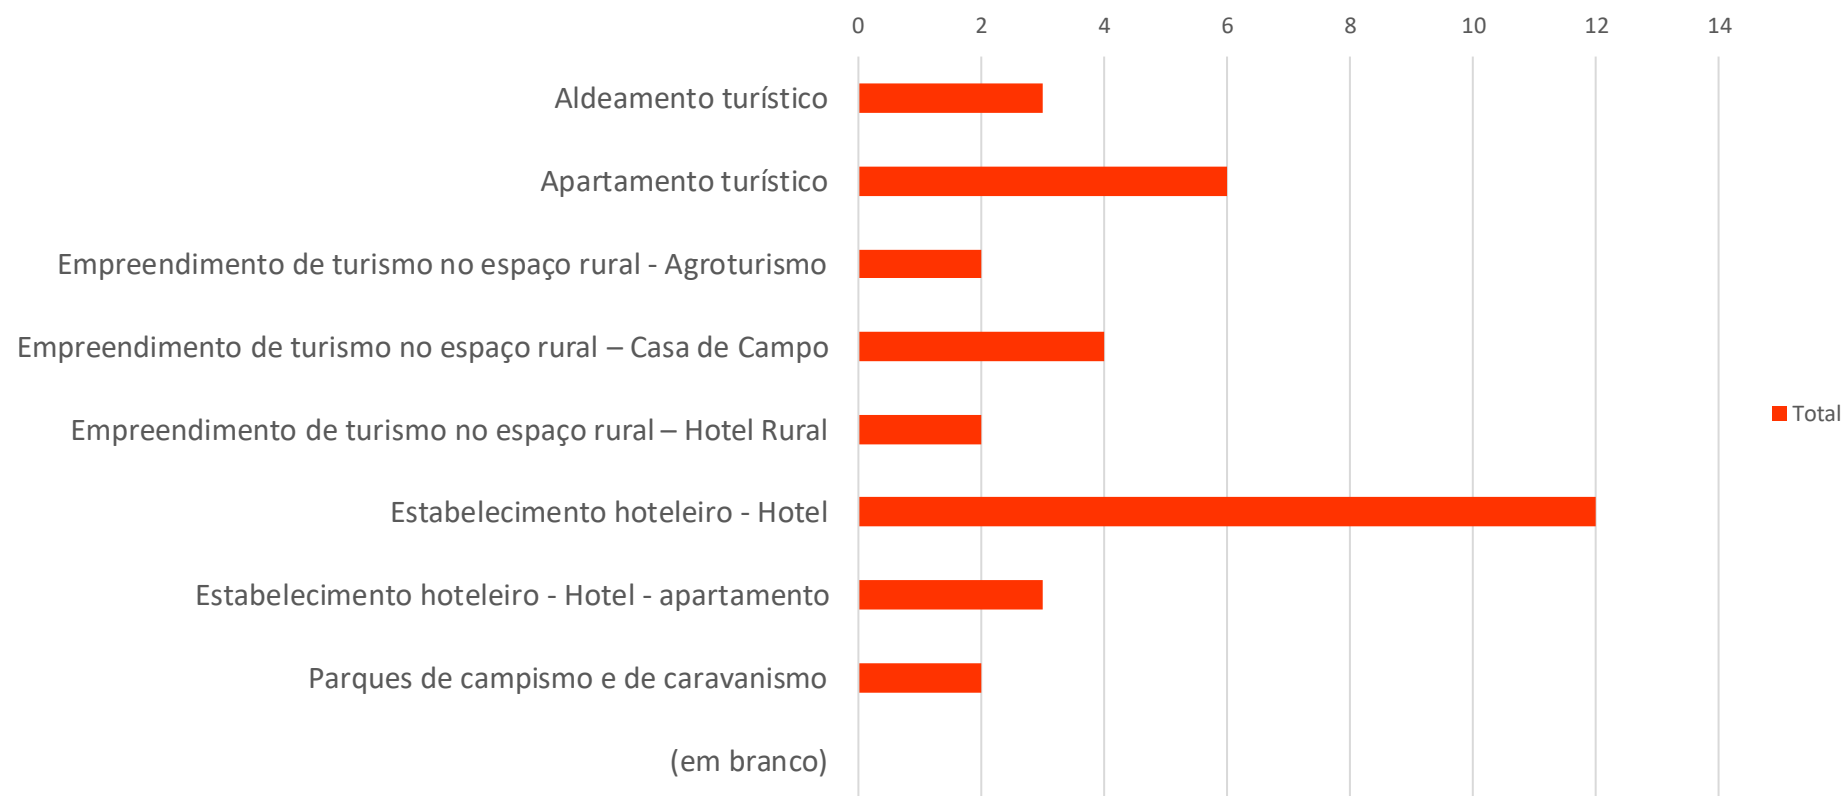 0 2 4 6 8 10 12 14
Aldeamento turístico
Apartamento turístico
Empreendimento de turismo no espaço rural - Agroturismo
Empreendimento de turismo no espaço rural – Casa de Campo
Empreendimento de turismo no espaço rural – Hotel Rural
Total
Estabelecimento hoteleiro - Hotel
Estabelecimento hoteleiro - Hotel - apartamento
Parques de campismo e de caravanismo
(em branco)